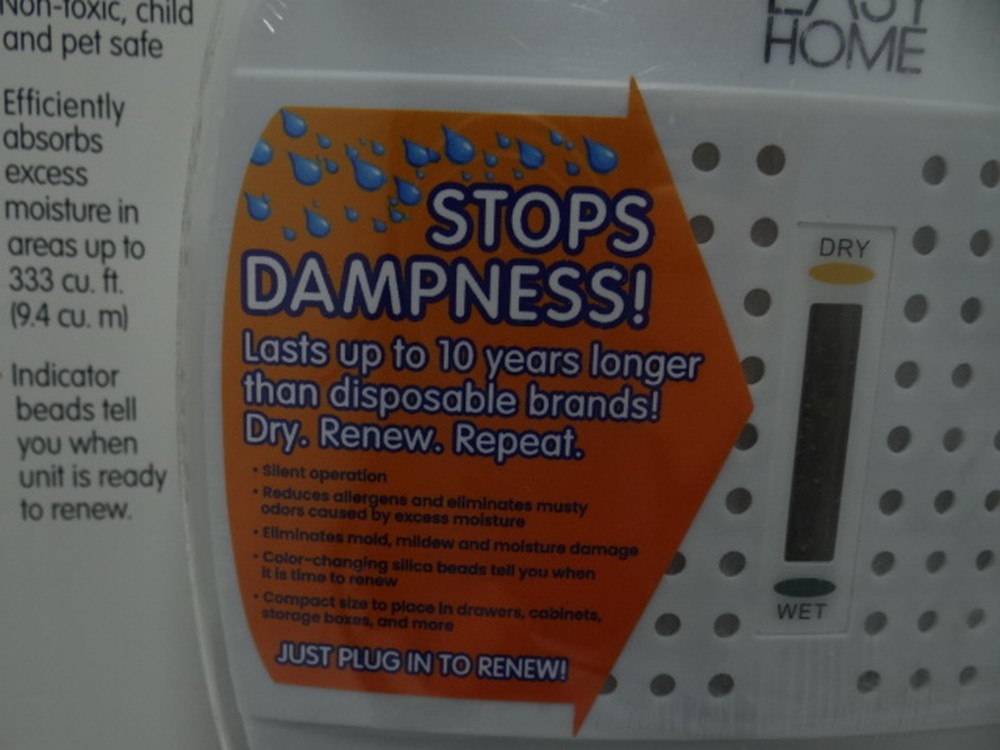 Non-toxic, child
and pet safe
Efficiently
absorbs
excess
moisture in
areas up to
333 cu. ft.
(9.4 cu. m)
Indicator
beads tell
you when
unit is ready
to renew.
EASY
HOME
STOPS
DAMPNESS!
Lasts up to 10 years longer
than disposable brands!
Dry. Renew. Repeat.
• Silent operation
• Reduces allergens and eliminates musty
odors caused by excess moisture
• Eliminates mold, mildew and moisture damage
• Color-changing silica beads tell you when
it is time to renew
• Compact size to place in drawers, cabinets,
storage boxes, and more
JUST PLUG IN TO RENEW!
DRY
WET